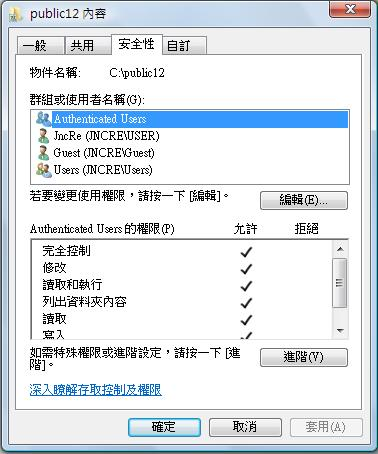 public12 內容
一般
共用
安全性
自訂
物件名稱: C:\public12
群組或使用者名稱(G):
Authenticated Users
JncRe (JNCRE\USER)
Guest (JNCRE\Guest)
Users (JNCRE\Users)
若要變更使用權限，請按一下 [編輯]。
編輯(E)...
Authenticated Users 的權限(P) 允許 拒絕
完全控制
修改
讀取和執行
列出資料夾內容
讀取
寫入
如需特殊權限或進階設定，請按一下 [進
階]。
進階(V)
深入瞭解存取控制及權限
確定
取消
套用(A)